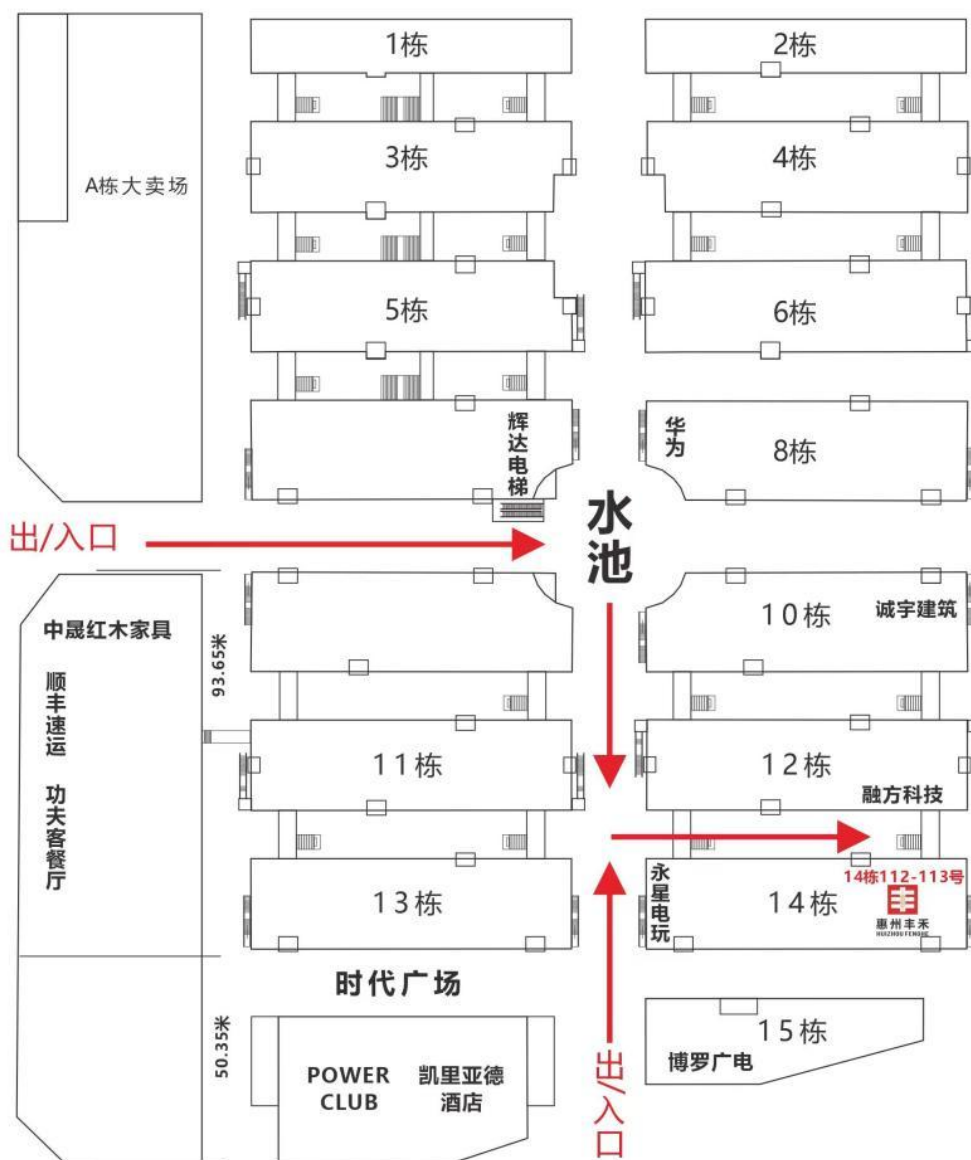 1栋
2栋
A栋大卖场
3栋
4栋
5栋
6栋
辉达电梯
华为
8栋
水池
出/入口
中晟红木家具
93.65米
10栋
诚宇建筑
顺丰速运
功夫客餐厅
11栋
12栋
融方科技
13栋
永星电玩
14栋
14栋112-113号
惠州丰禾
HUIZHOU FENGHE
时代广场
50.35米
POWER
CLUB
凯里亚德
酒店
出/入口
15栋
博罗广电